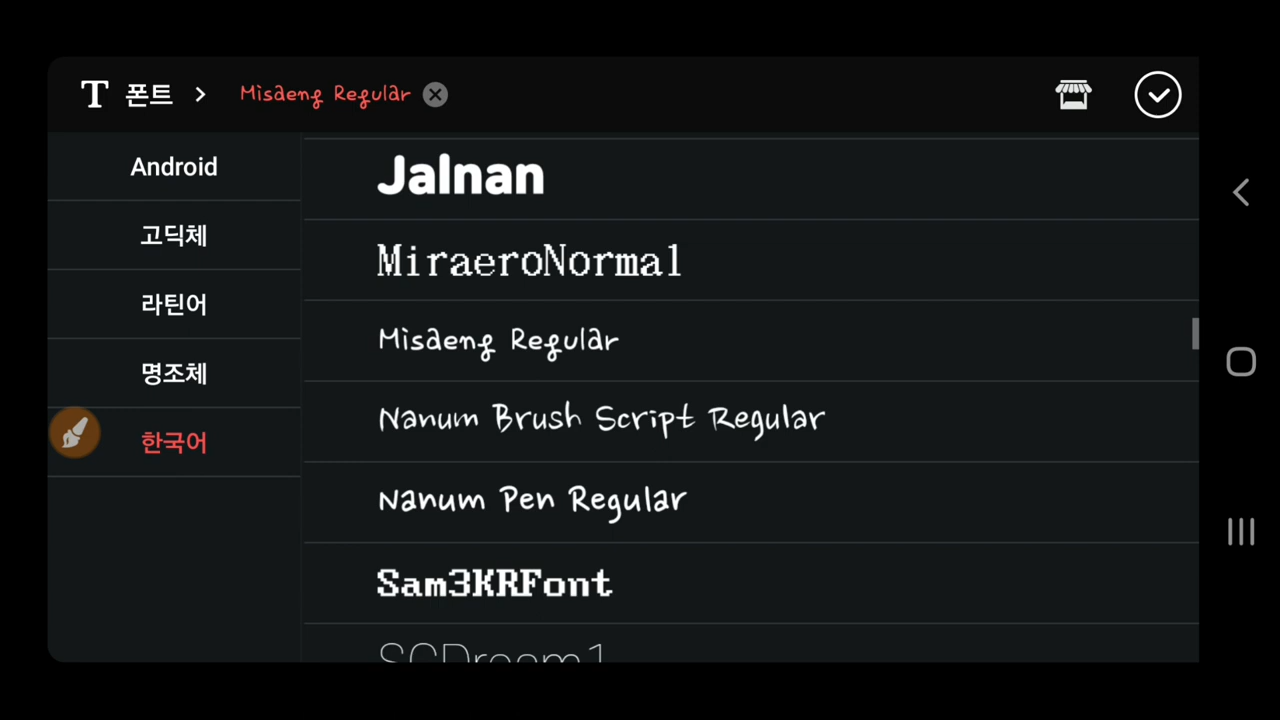 T 폰트 > Misaeng Regular
Android
고딕체
라틴어
명조체
한국어
Jalnan
MiraeroNormal
Misaeng Regular
Nanum Brush Script Regular
Nanum Pen Regular
Sam3KRFont
SCDream1